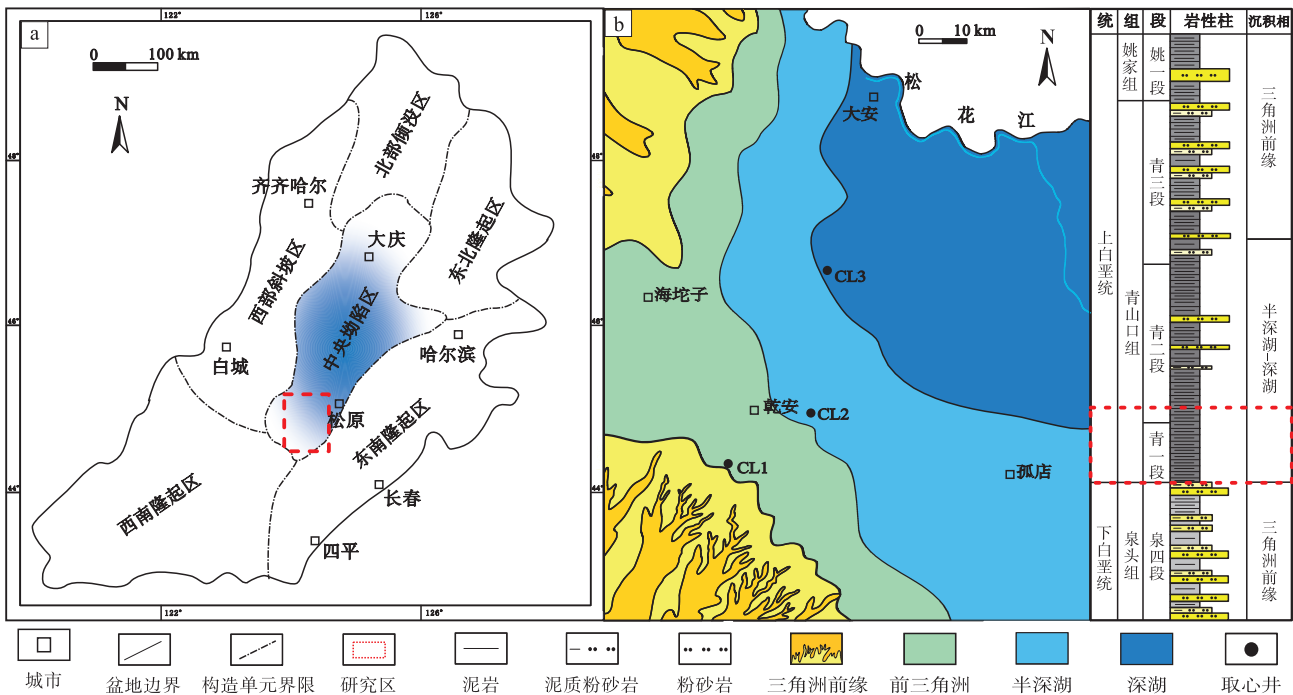 a
122°
126°
0 100 km
N
48°
46°
44°
48°
46°
44°
北部倾没区
齐齐哈尔
大庆
东北隆起区
西部斜坡区
中央坳陷区
哈尔滨
白城
松原
东南隆起区
长春
西南隆起区
四平
122°
126°
b
0 10 km
N
松
花
江
大安
CL3
海坨子
乾安
CL2
CL1
孤店
统 组 段 岩性柱 沉积相
上白垩统
下白垩统
姚家组
青山口组
泉头组
姚一段
青三段
青二段
青一段
泉四段
三角洲前缘
半深湖–深湖
三角洲前缘
城市 盆地边界 构造单元界限 研究区 泥岩 泥质粉砂岩 粉砂岩 三角洲前缘 前三角洲 半深湖 深湖 取心井